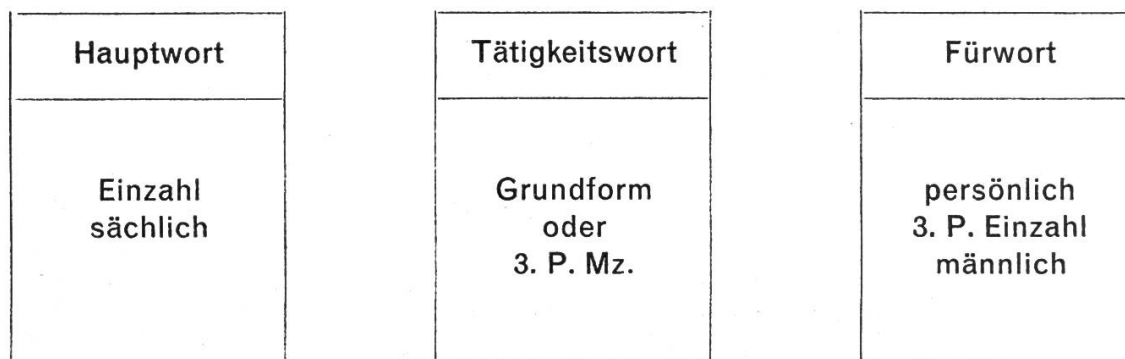 Hauptwort
Einzahl
sächlich
Tätigkeitswort
Grundform
oder
3. P. Mz.
Fürwort
persönlich
3. P. Einzahl
männlich